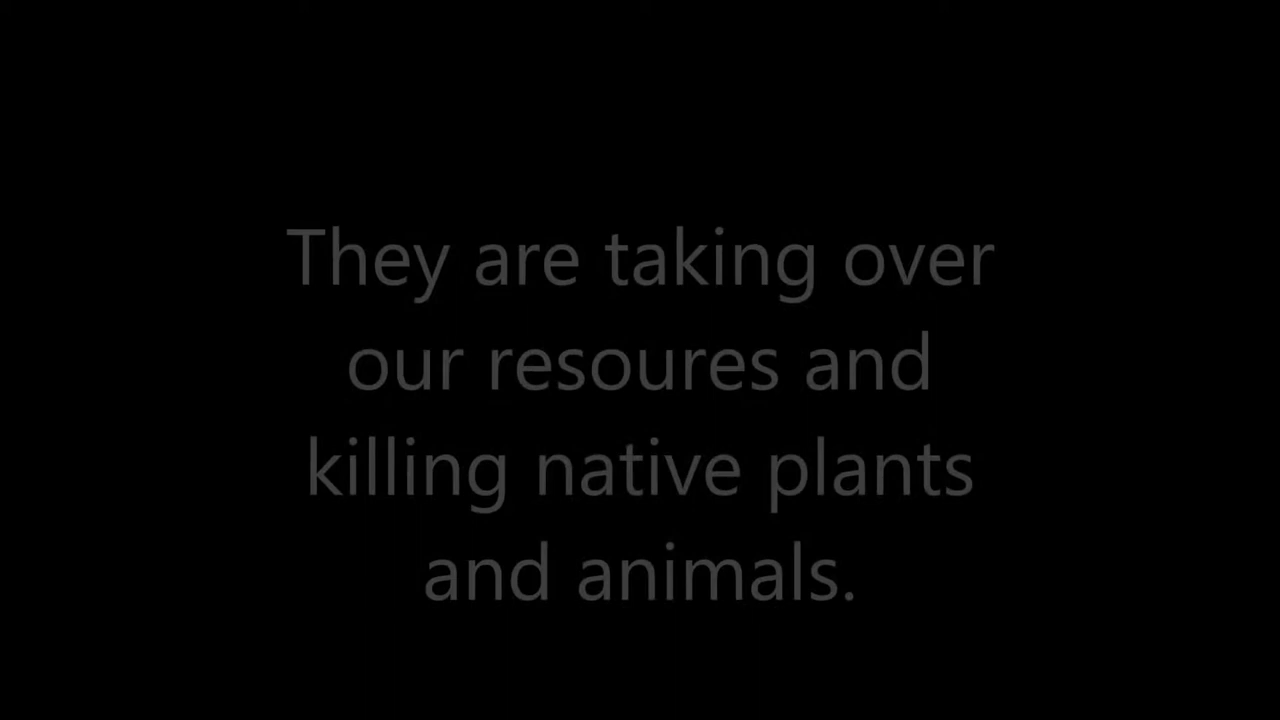 They are taking over
our resoures and
killing native plants
and animals.